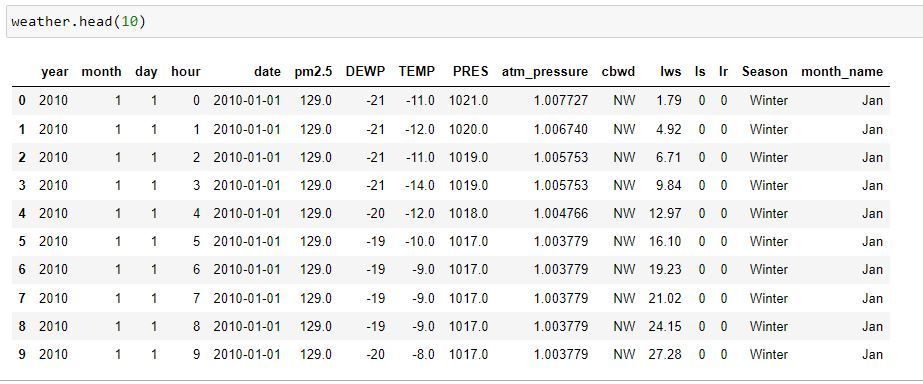 weather.head(10)
year month day hour date pm2.5 DEWP TEMP PRES atm_pressure cbwd Iws Is Ir Season month_name
0 2010 1 1 0 2010-01-01 129.0 -21 -11.0 1021.0 1.007727 NW 1.79 0 0 Winter Jan
1 2010 1 1 1 2010-01-01 129.0 -21 -12.0 1020.0 1.006740 NW 4.92 0 0 Winter Jan
2 2010 1 1 2 2010-01-01 129.0 -21 -11.0 1019.0 1.005753 NW 6.71 0 0 Winter Jan
3 2010 1 1 3 2010-01-01 129.0 -21 -14.0 1019.0 1.005753 NW 9.84 0 0 Winter Jan
4 2010 1 1 4 2010-01-01 129.0 -20 -12.0 1018.0 1.004766 NW 12.97 0 0 Winter Jan
5 2010 1 1 5 2010-01-01 129.0 -19 -10.0 1017.0 1.003779 NW 16.10 0 0 Winter Jan
6 2010 1 1 6 2010-01-01 129.0 -19 -9.0 1017.0 1.003779 NW 19.23 0 0 Winter Jan
7 2010 1 1 7 2010-01-01 129.0 -19 -9.0 1017.0 1.003779 NW 21.02 0 0 Winter Jan
8 2010 1 1 8 2010-01-01 129.0 -19 -9.0 1017.0 1.003779 NW 24.15 0 0 Winter Jan
9 2010 1 1 9 2010-01-01 129.0 -20 -8.0 1017.0 1.003779 NW 27.28 0 0 Winter Jan